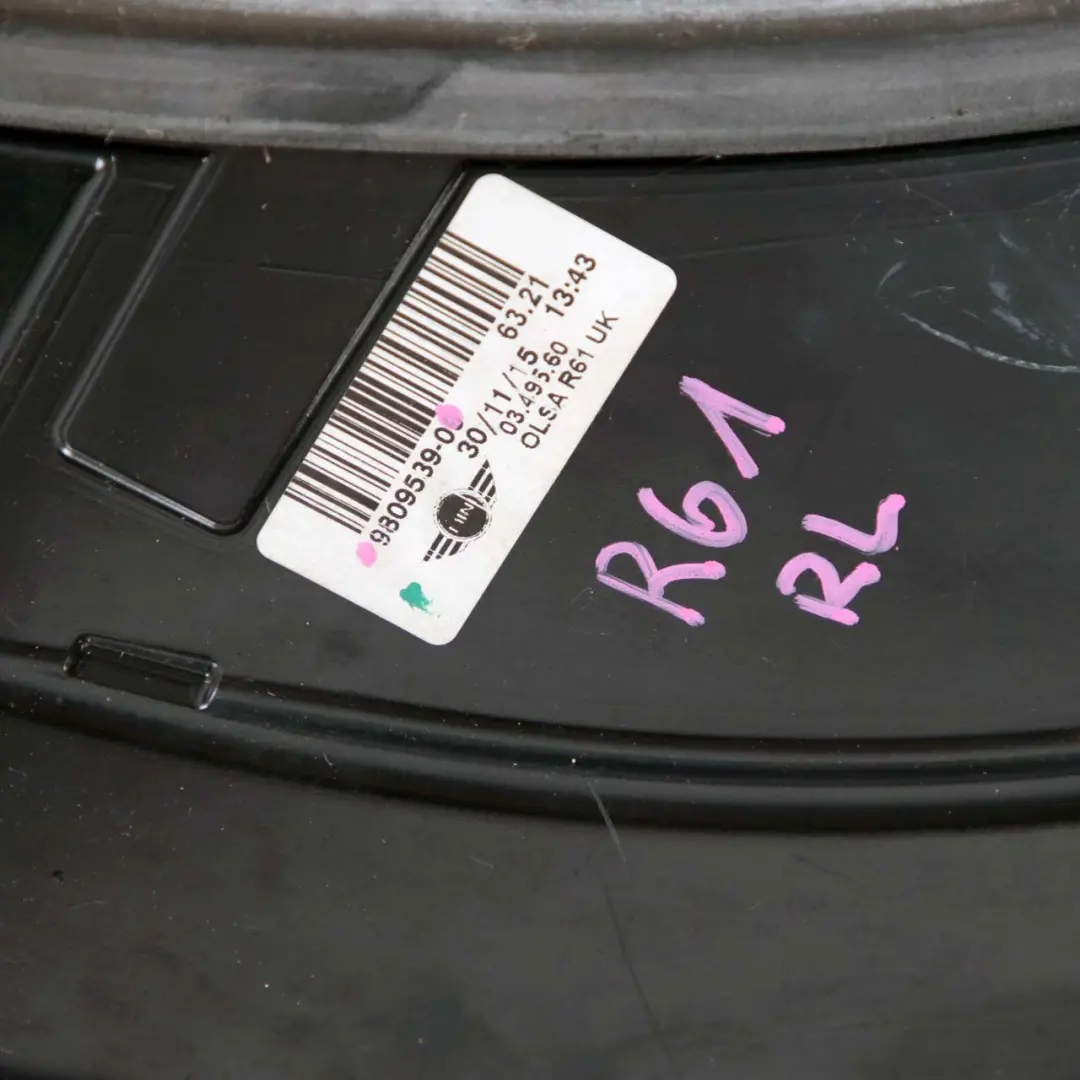 9809539-0
30/11/15 63.21
03.495.60 13:43
OLSA R61 UK
R61
RL